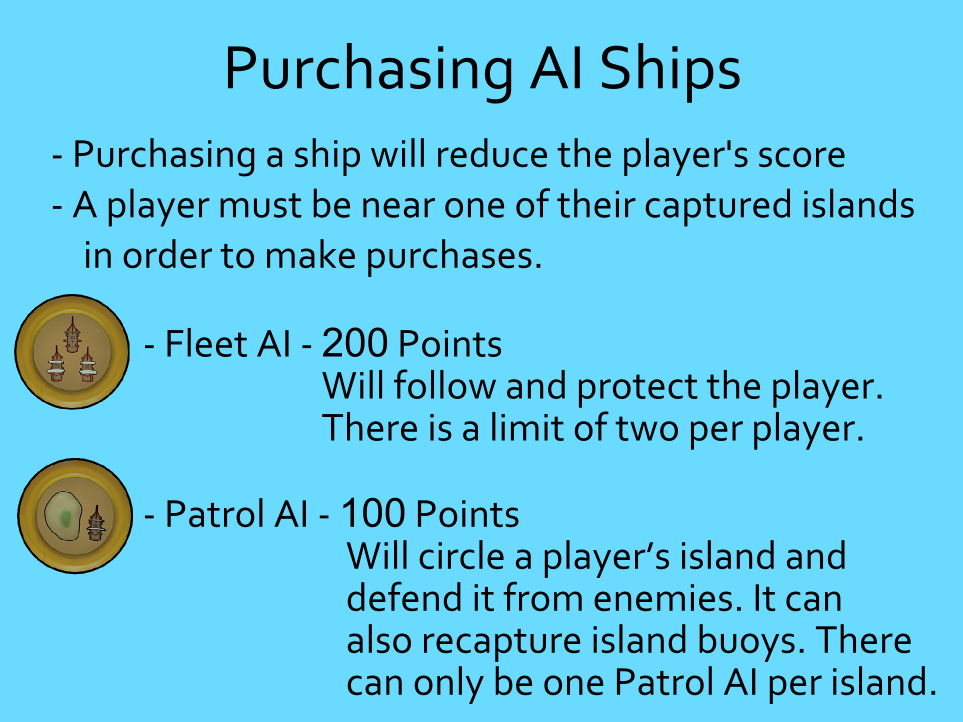 Purchasing AI Ships
- Purchasing a ship will reduce the player's score
- A player must be near one of their captured islands
in order to make purchases.
- Fleet AI - 200 Points
Will follow and protect the player.
There is a limit of two per player.
- Patrol AI - 100 Points
Will circle a player’s island and
defend it from enemies. It can
also recapture island buoys. There
can only be one Patrol AI per island.